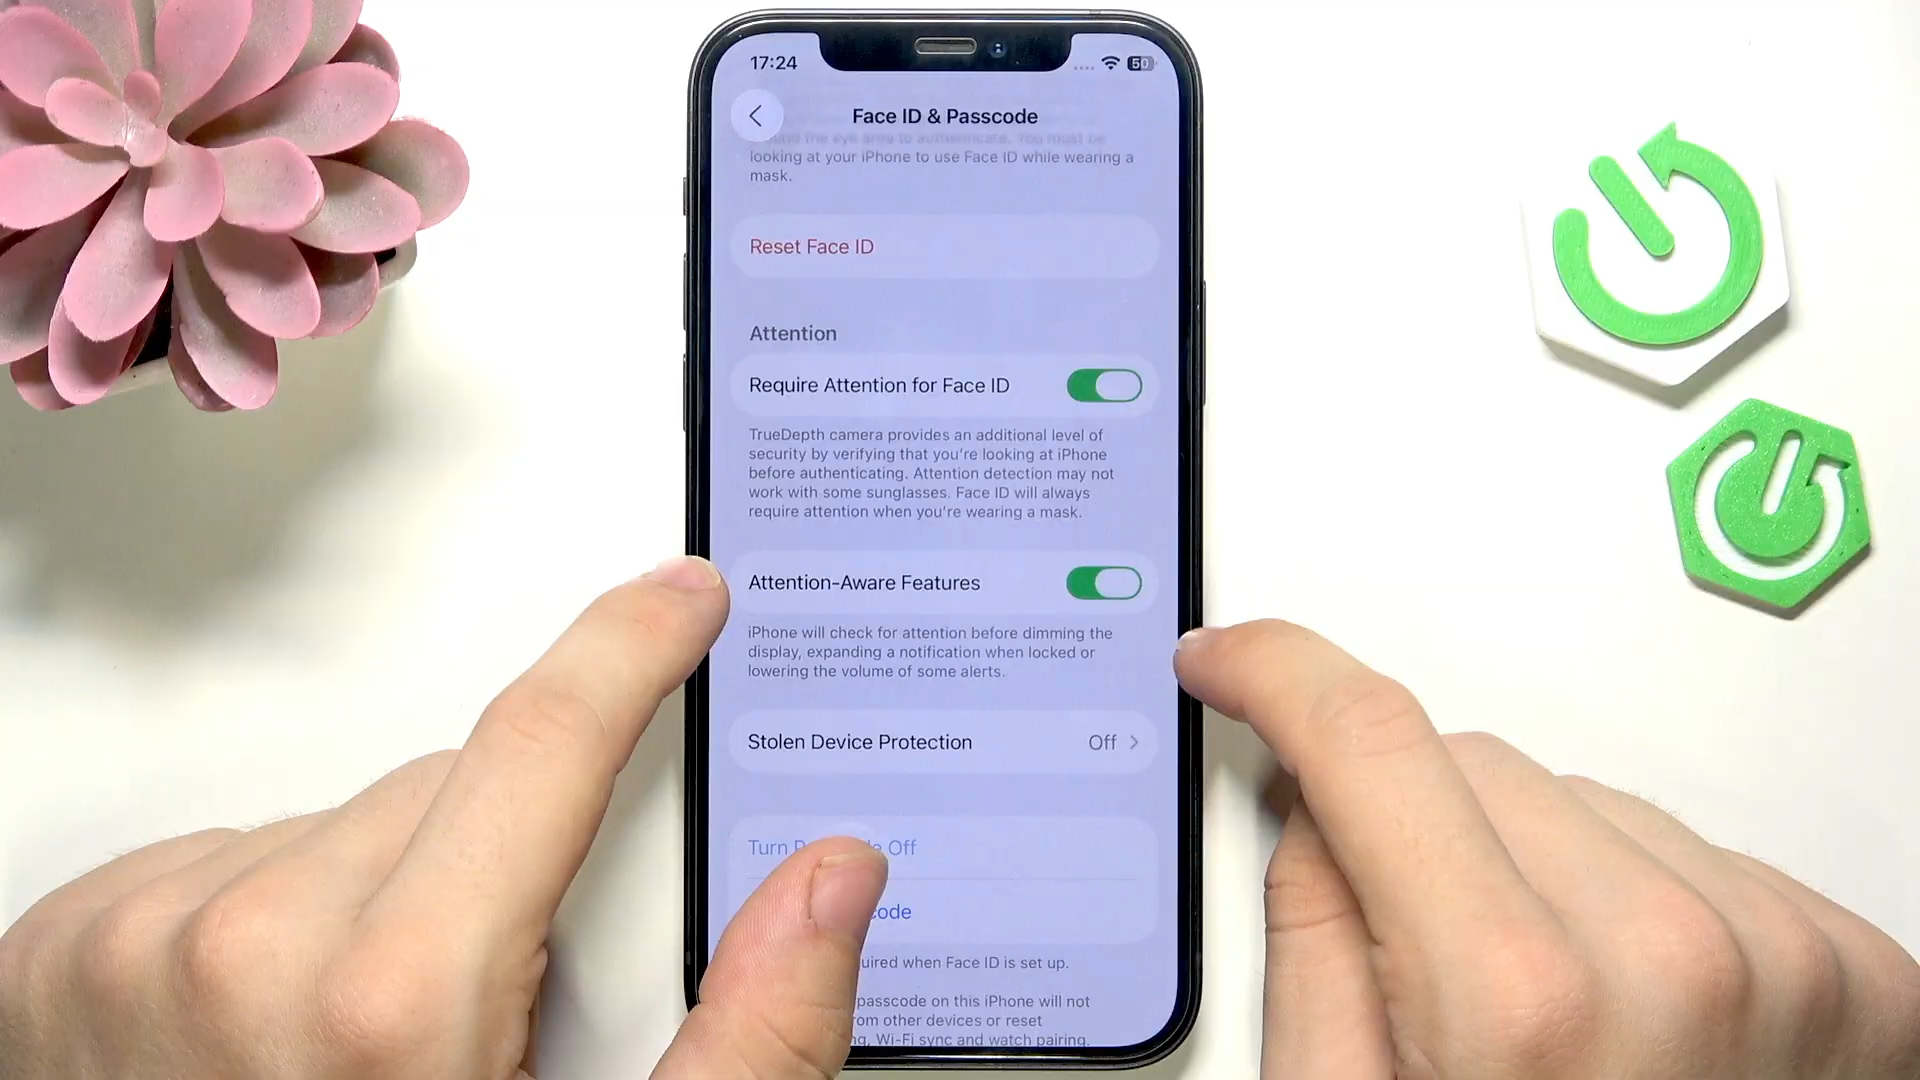 17:24
50
Face ID & Passcode
the eye area to authenticate. You must be
looking at your iPhone to use Face ID while wearing a
mask.
Reset Face ID
Attention
Require Attention for Face ID
TrueDepth camera provides an additional level of
security by verifying that you're looking at iPhone
before authenticating. Attention detection may not
work with some sunglasses. Face ID will always
require attention when you're wearing a mask.
Attention-Aware Features
iPhone will check for attention before dimming the
display, expanding a notification when locked or
lowering the volume of some alerts.
Stolen Device Protection
Off
Turn Off
code
when Face ID is set up.
passcode on this iPhone will not
other devices or reset
Wi-Fi sync and watch pairing.